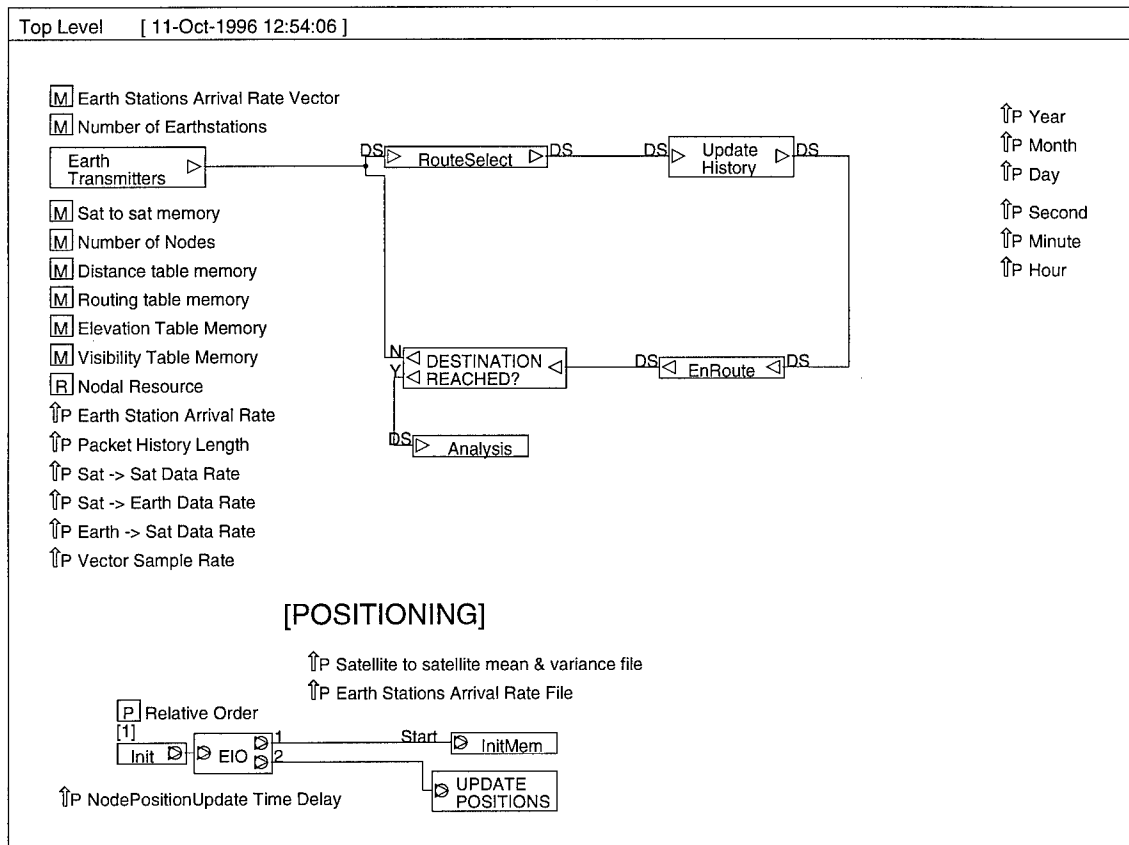 Top Level [ 11-Oct-1996 12:54:06 ]
M Earth Stations Arrival Rate Vector
M Number of Earthstations
Earth
Transmitters
DS RouteSelect DS
DS Update
History DS
⇑P Year
⇑P Month
⇑P Day
⇑P Second
⇑P Minute
⇑P Hour
M Sat to sat memory
M Number of Nodes
M Distance table memory
M Routing table memory
M Elevation Table Memory
M Visibility Table Memory
R Nodal Resource
⇑P Earth Station Arrival Rate
⇑P Packet History Length
⇑P Sat -> Sat Data Rate
⇑P Sat -> Earth Data Rate
⇑P Earth -> Sat Data Rate
⇑P Vector Sample Rate
N DESTINATION
Y REACHED?
DS EnRoute DS
DS Analysis
[POSITIONING]
⇑P Satellite to satellite mean & variance file
⇑P Earth Stations Arrival Rate File
P Relative Order
[1]
Init
EIO
1
2
Start InitMem
UPDATE
POSITIONS
⇑P NodePositionUpdate Time Delay